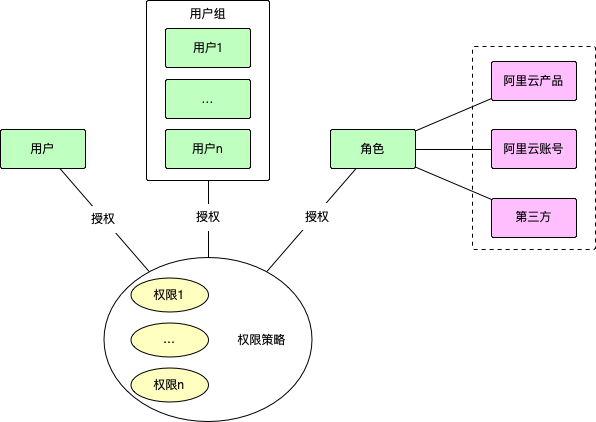 用户组
用户1
...
用户n
用户
角色
阿里云产品
阿里云账号
第三方
授权
授权
授权
权限1
...
权限n
权限策略